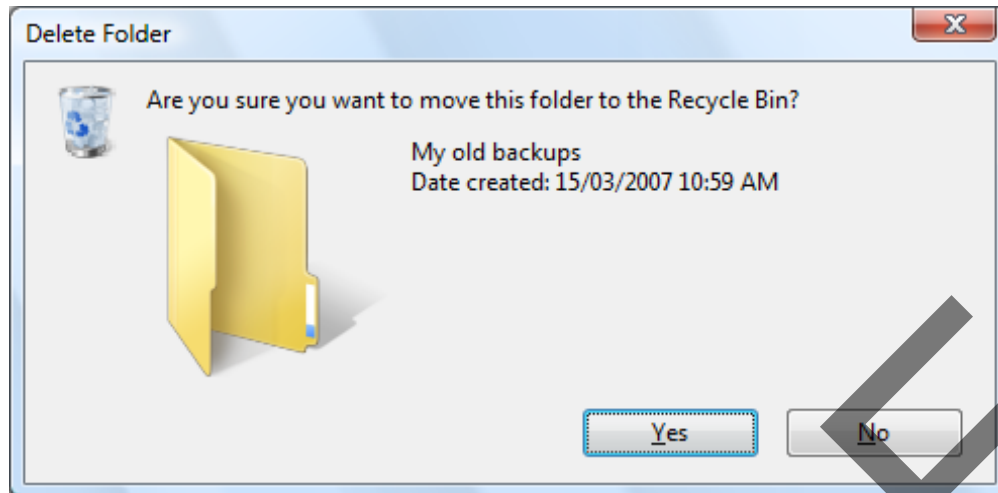 Delete Folder
Are you sure you want to move this folder to the Recycle Bin?
My old backups
Date created: 15/03/2007 10:59 AM
Yes
No